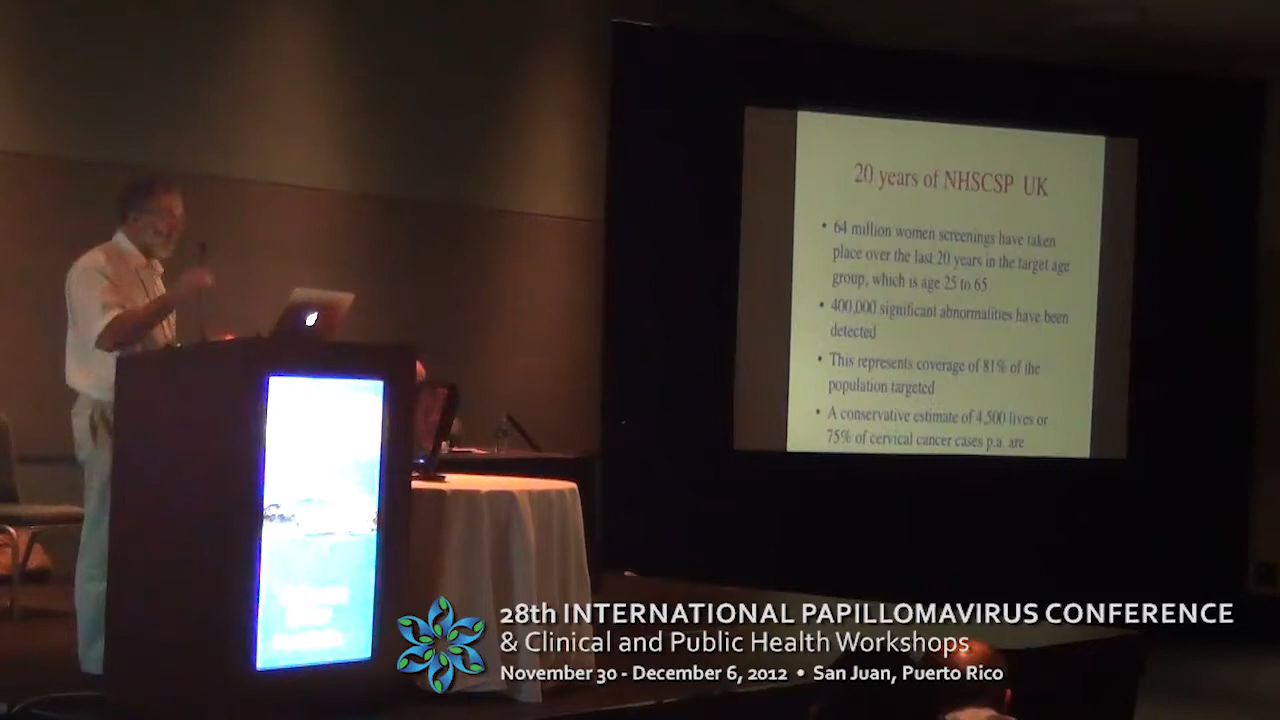 20 years of NHSCSP UK
• 64 million women screenings have taken
place over the last 20 years in the target age
group, which is age 25 to 65
• 400,000 significant abnormalities have been
detected
• This represents coverage of 81% of the
population targeted
• A conservative estimate of 4,500 lives or
75% of cervical cancer cases p.a. are
28th INTERNATIONAL PAPILLOMAVIRUS CONFERENCE
& Clinical and Public Health Workshops
November 30 - December 6, 2012 • San Juan, Puerto Rico